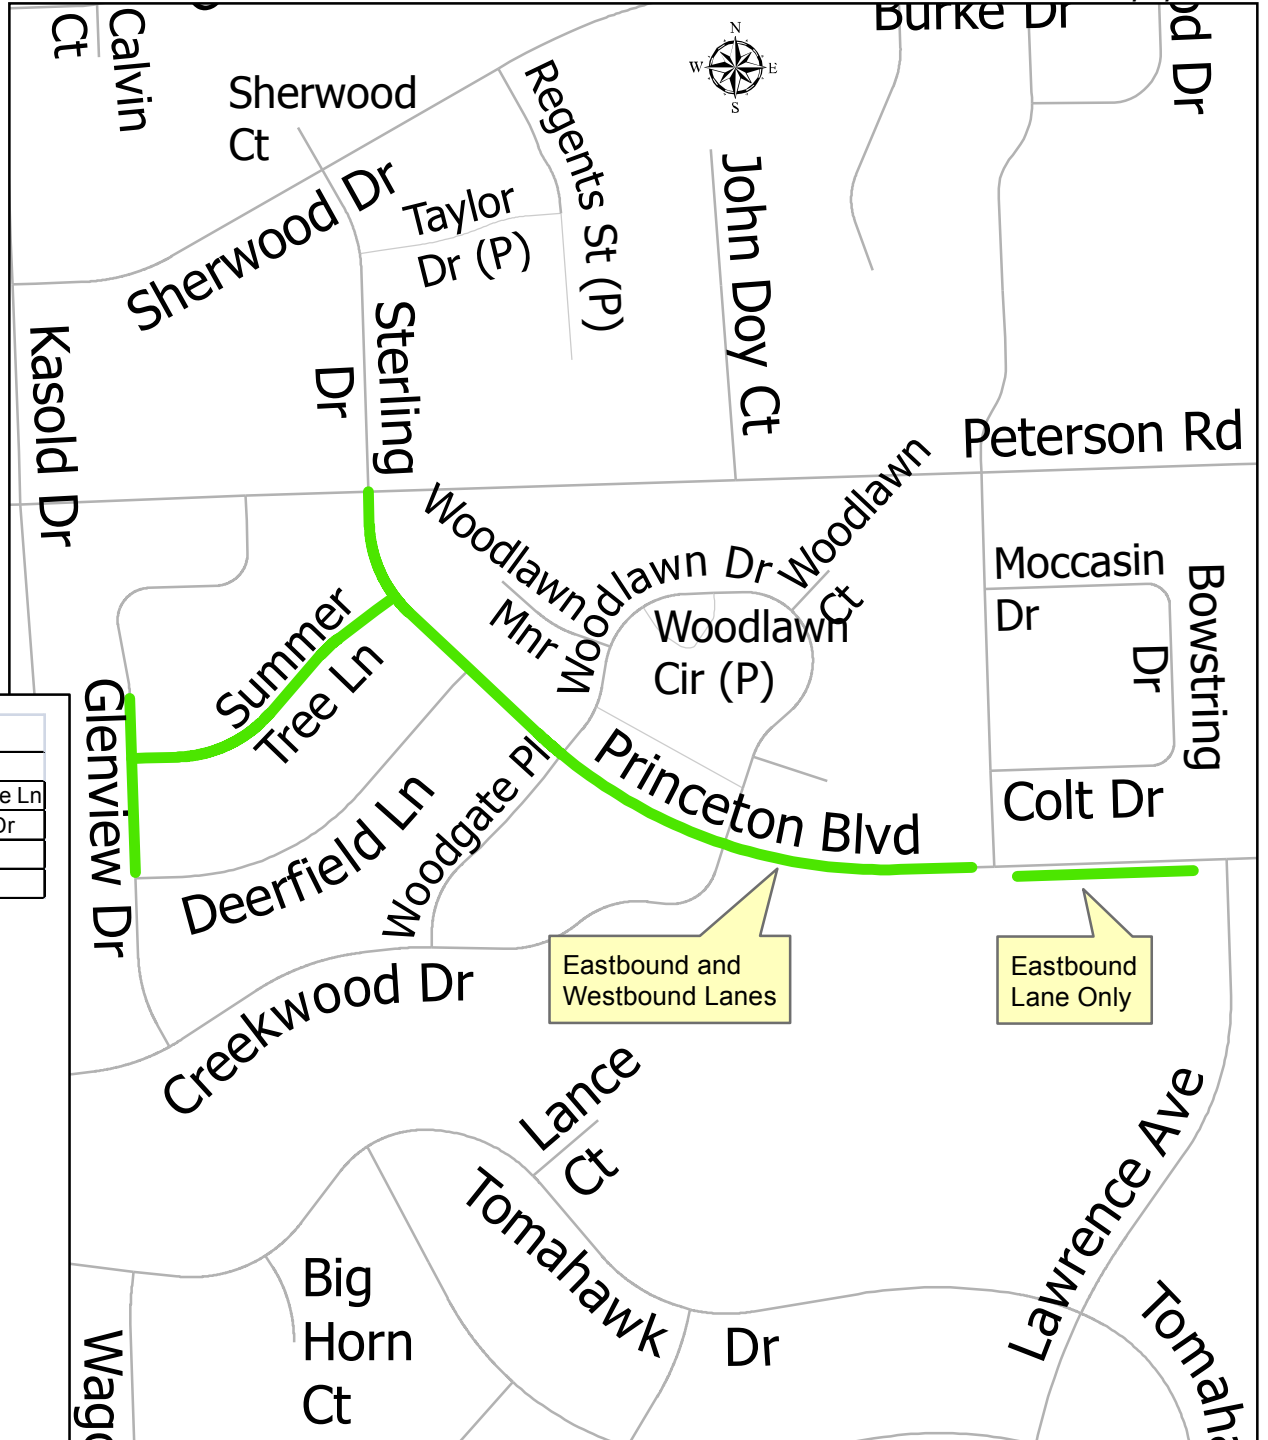 Ct
Calvin
Burke Dr
N
W
E
S
Sherwood
Ct
Sherwood Dr
Taylor
Dr (P)
Regents St (P)
John Doy Ct
Kasold Dr
Sterling
Dr
Peterson Rd
Woodlawn
Mnr
Woodlawn Dr
Woodlawn
Ct
Woodlawn
Cir (P)
Moccasin
Dr
Bowstring
Dr
Summer
Tree Ln
Glenview Dr
e Ln
Dr
Princeton Blvd
Colt Dr
Deerfield Ln
Woodgate Pl
Eastbound and
Westbound Lanes
Eastbound
Lane Only
Creekwood Dr
Lance
Ct
Lawrence Ave
Tomahawk
Dr
Big
Horn
Ct